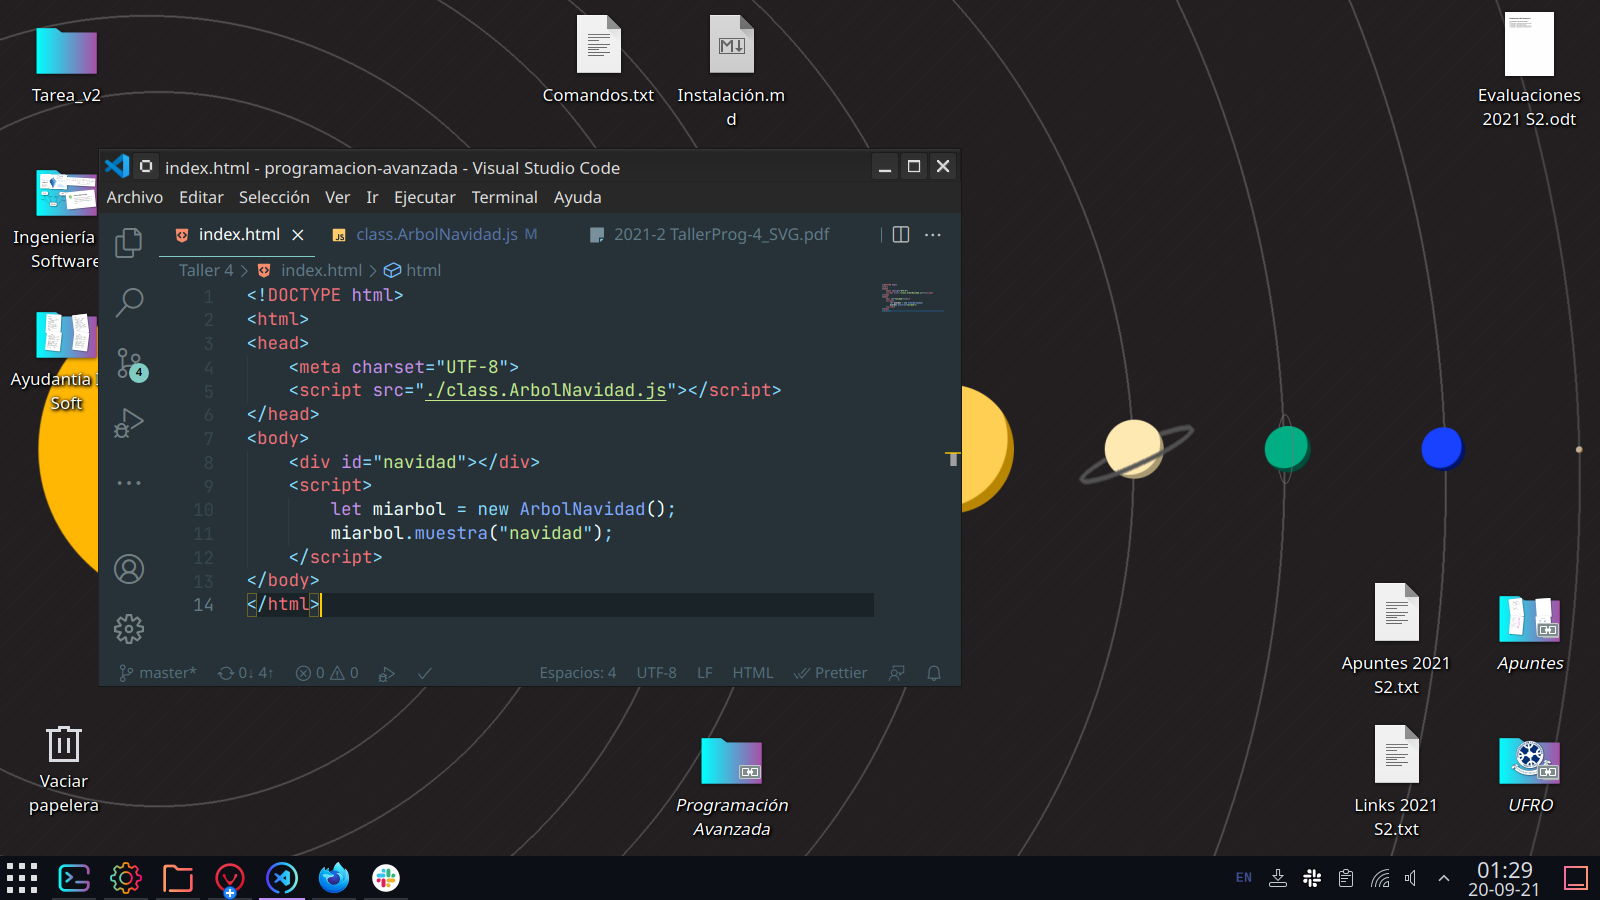 Tarea_v2
Comandos.txt
Instalación.m
d
Evaluaciones
2021 S2.odt
Ingeniería
Software
Ayudantía
Soft
index.html - programacion-avanzada - Visual Studio Code
Archivo Editar Selección Ver Ir Ejecutar Terminal Ayuda
index.html class.ArbolNavidad.js M 2021-2 TallerProg-4_SVG.pdf
Taller 4 > index.html > html
1 <!DOCTYPE html>
2 <html>
3 <head>
4 <meta charset="UTF-8">
5 <script src="./class.ArbolNavidad.js"></script>
6 </head>
7 <body>
8 <div id="navidad"></div>
9 <script>
10 let miarbol = new ArbolNavidad();
11 miarbol.muestra("navidad");
12 </script>
13 </body>
14 </html>
4
master* 0↓ 4↑ 0 0 Espacios: 4 UTF-8 LF HTML Prettier
Apuntes 2021
S2.txt
Apuntes
Vaciar
papelera
Programación
Avanzada
Links 2021
S2.txt
UFRO
EN
01:29
20-09-21